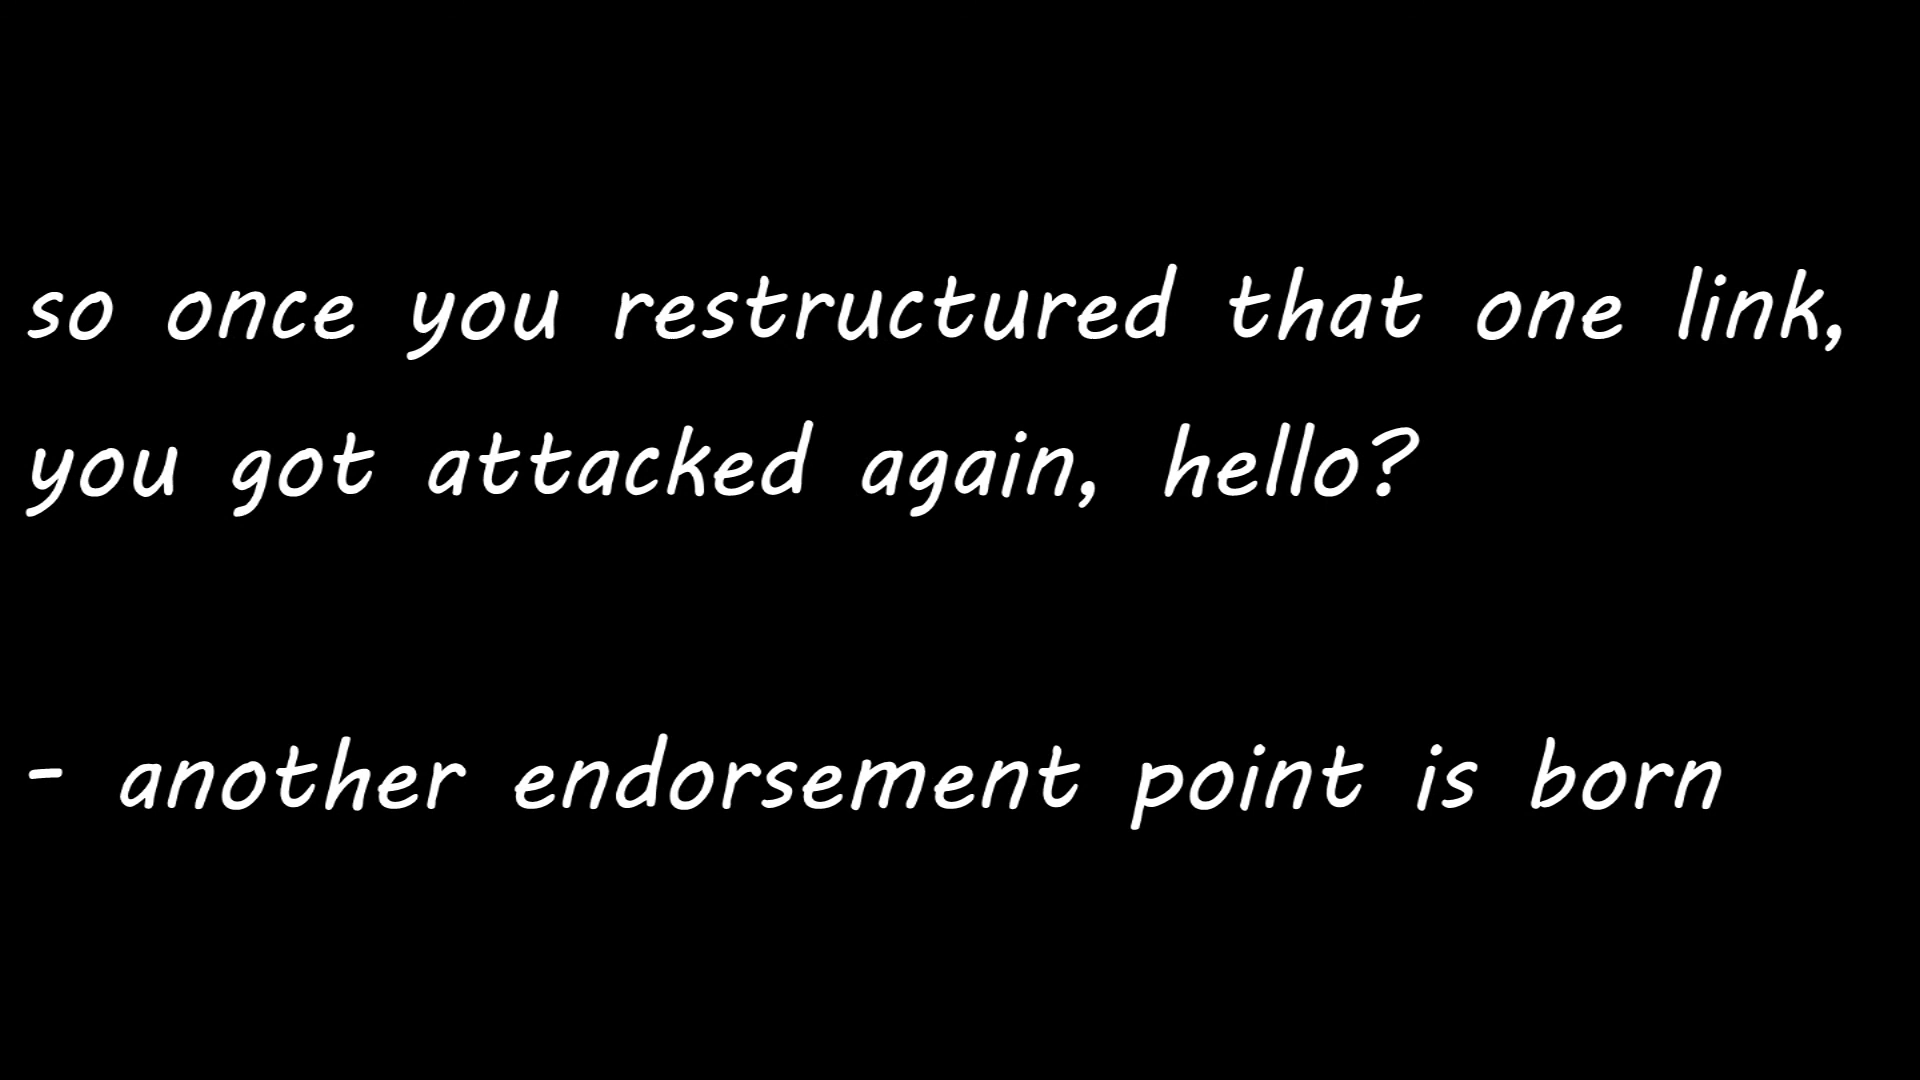 so once you restructured that one link,
you got attacked again, hello?
- another endorsement point is born